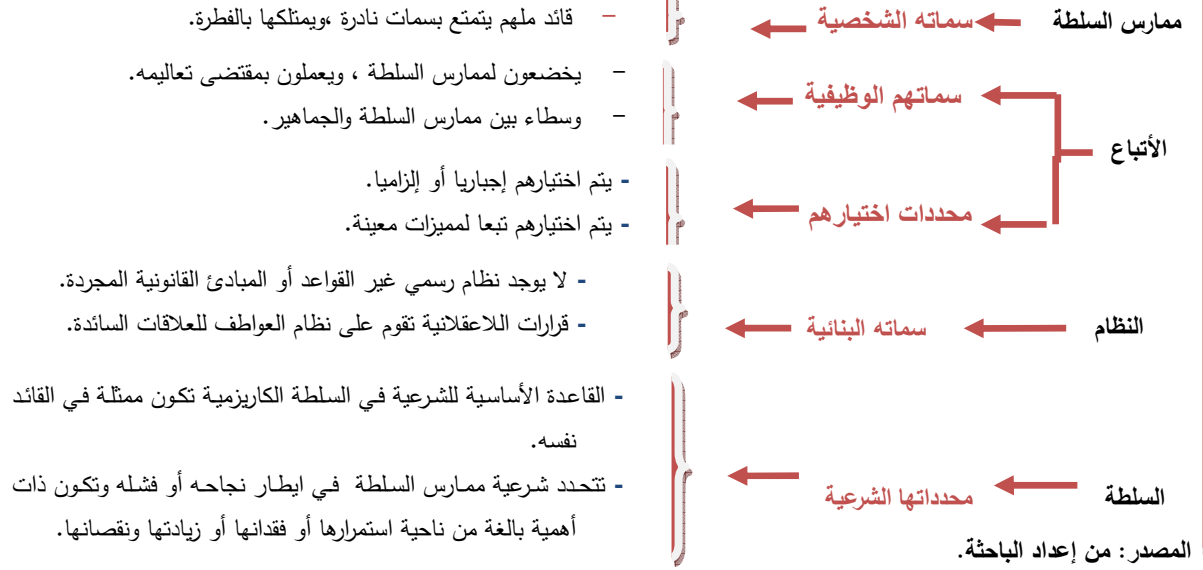 ممارس السلطة
سماته الشخصية
– قائد ملهم يتمتع بسمات نادرة ،ويمتلكها بالفطرة.
الأتباع
سماتهم الوظيفية
– يخضعون لممارس السلطة ، ويعملون بمقتضى تعاليمه.
– وسطاء بين ممارس السلطة والجماهير.
محددات اختيارهم
- يتم اختيارهم إجباريا أو إلزاميا.
- يتم اختيارهم تبعا لمميزات معينة.
النظام
سماته البنائية
- لا يوجد نظام رسمي غير القواعد أو المبادئ القانونية المجردة.
- قرارات اللاعقلانية تقوم على نظام العواطف للعلاقات السائدة.
السلطة
محدداتها الشرعية
- القاعدة الأساسية للشرعية في السلطة الكاريزمية تكون ممثلة في القائد
نفسه.
- تتحدد شرعية ممارس السلطة في ايطار نجاحه أو فشله وتكون ذات
أهمية بالغة من ناحية استمرارها أو فقدانها أو زيادتها ونقصانها.
المصدر: من إعداد الباحثة.